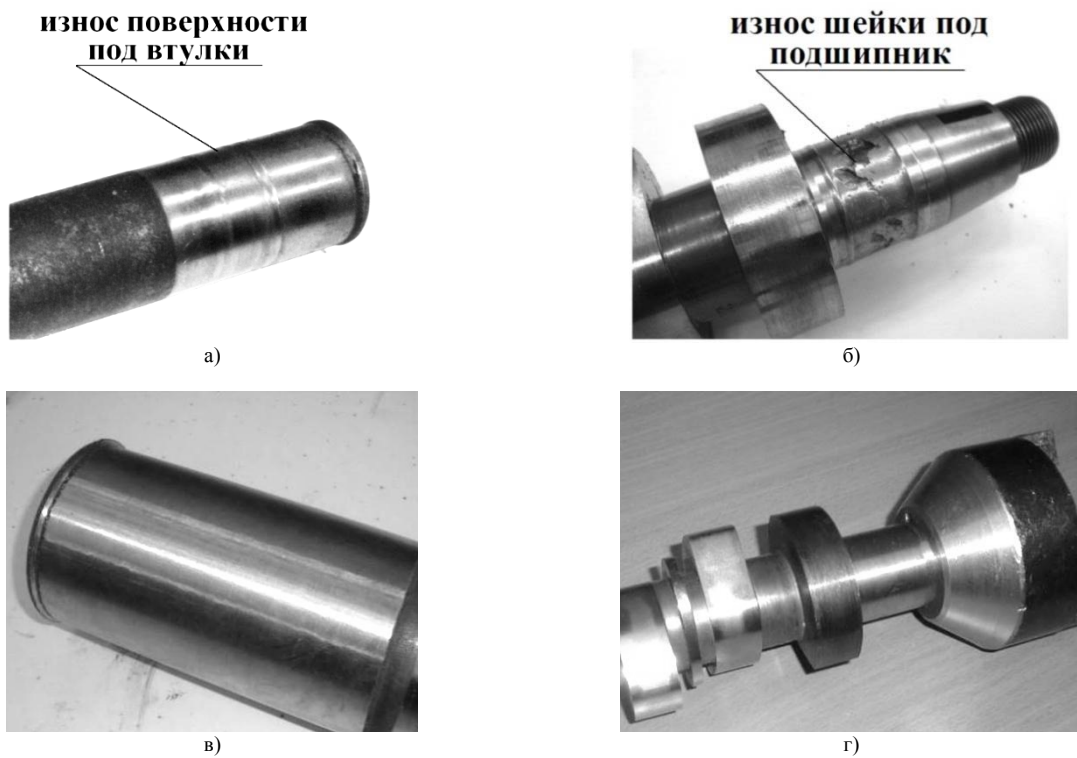 износ поверхности
под втулки
износ шейки под
подшипник
а)
б)
в)
г)